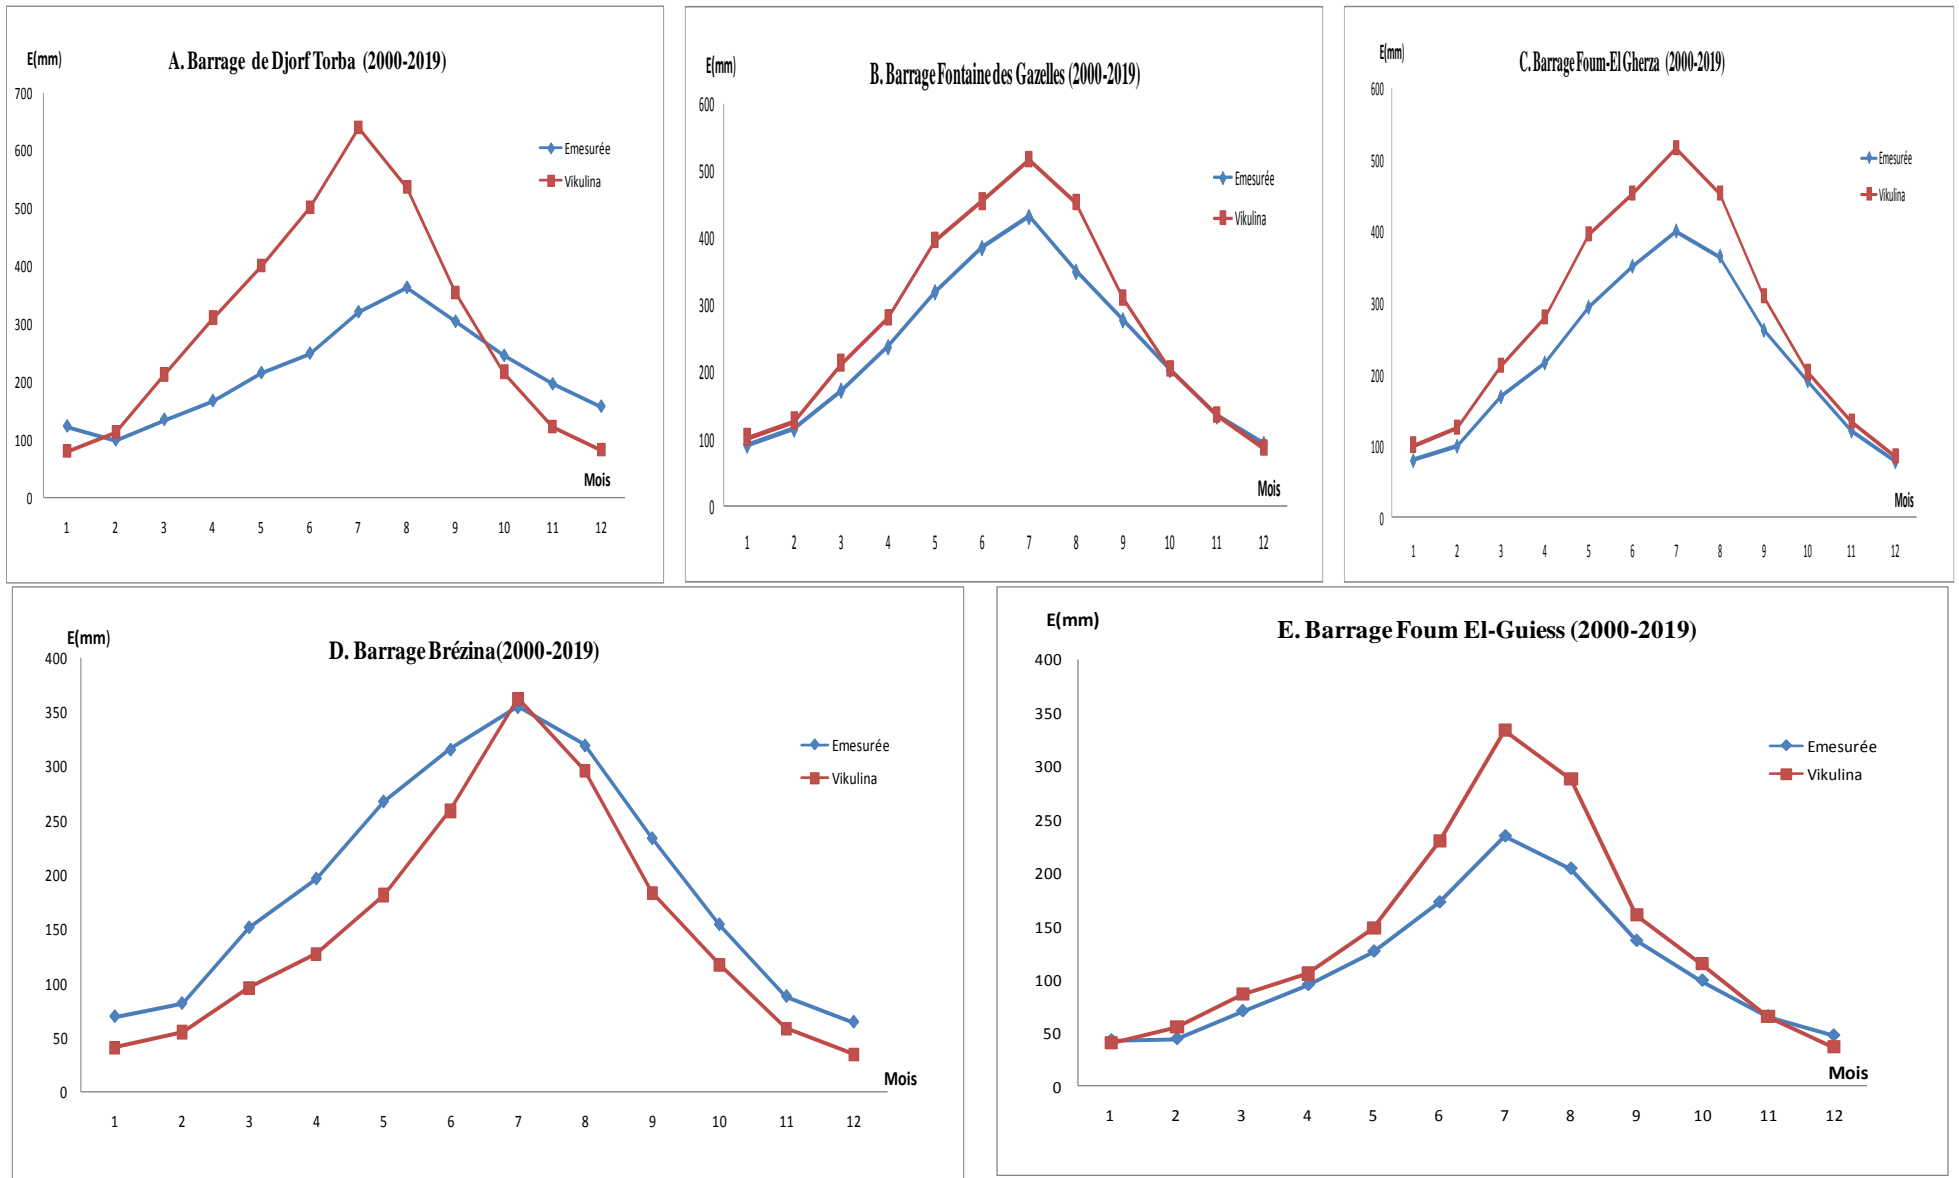 A. Barrage de Djorf Torba (2000-2019)
E(mm)
700
600
500
400
300
200
100
0
Emesurée
Vikulina
Mois
1 2 3 4 5 6 7 8 9 10 11 12
B. Barrage Fontaine des Gazelles (2000-2019)
E(mm)
600
500
400
300
200
100
0
Emesurée
Vikulina
Mois
1 2 3 4 5 6 7 8 9 10 11 12
C. Barrage Foum-El Gherza (2000-2019)
E(mm)
600
500
400
300
200
100
0
Emesurée
Vikulina
Mois
1 2 3 4 5 6 7 8 9 10 11 12
D. Barrage Brézina(2000-2019)
E(mm)
400
350
300
250
200
150
100
50
0
Emesurée
Vikulina
Mois
1 2 3 4 5 6 7 8 9 10 11 12
E. Barrage Foum El-Guiess (2000-2019)
E(mm)
400
350
300
250
200
150
100
50
0
Emesurée
Vikulina
Mois
1 2 3 4 5 6 7 8 9 10 11 12